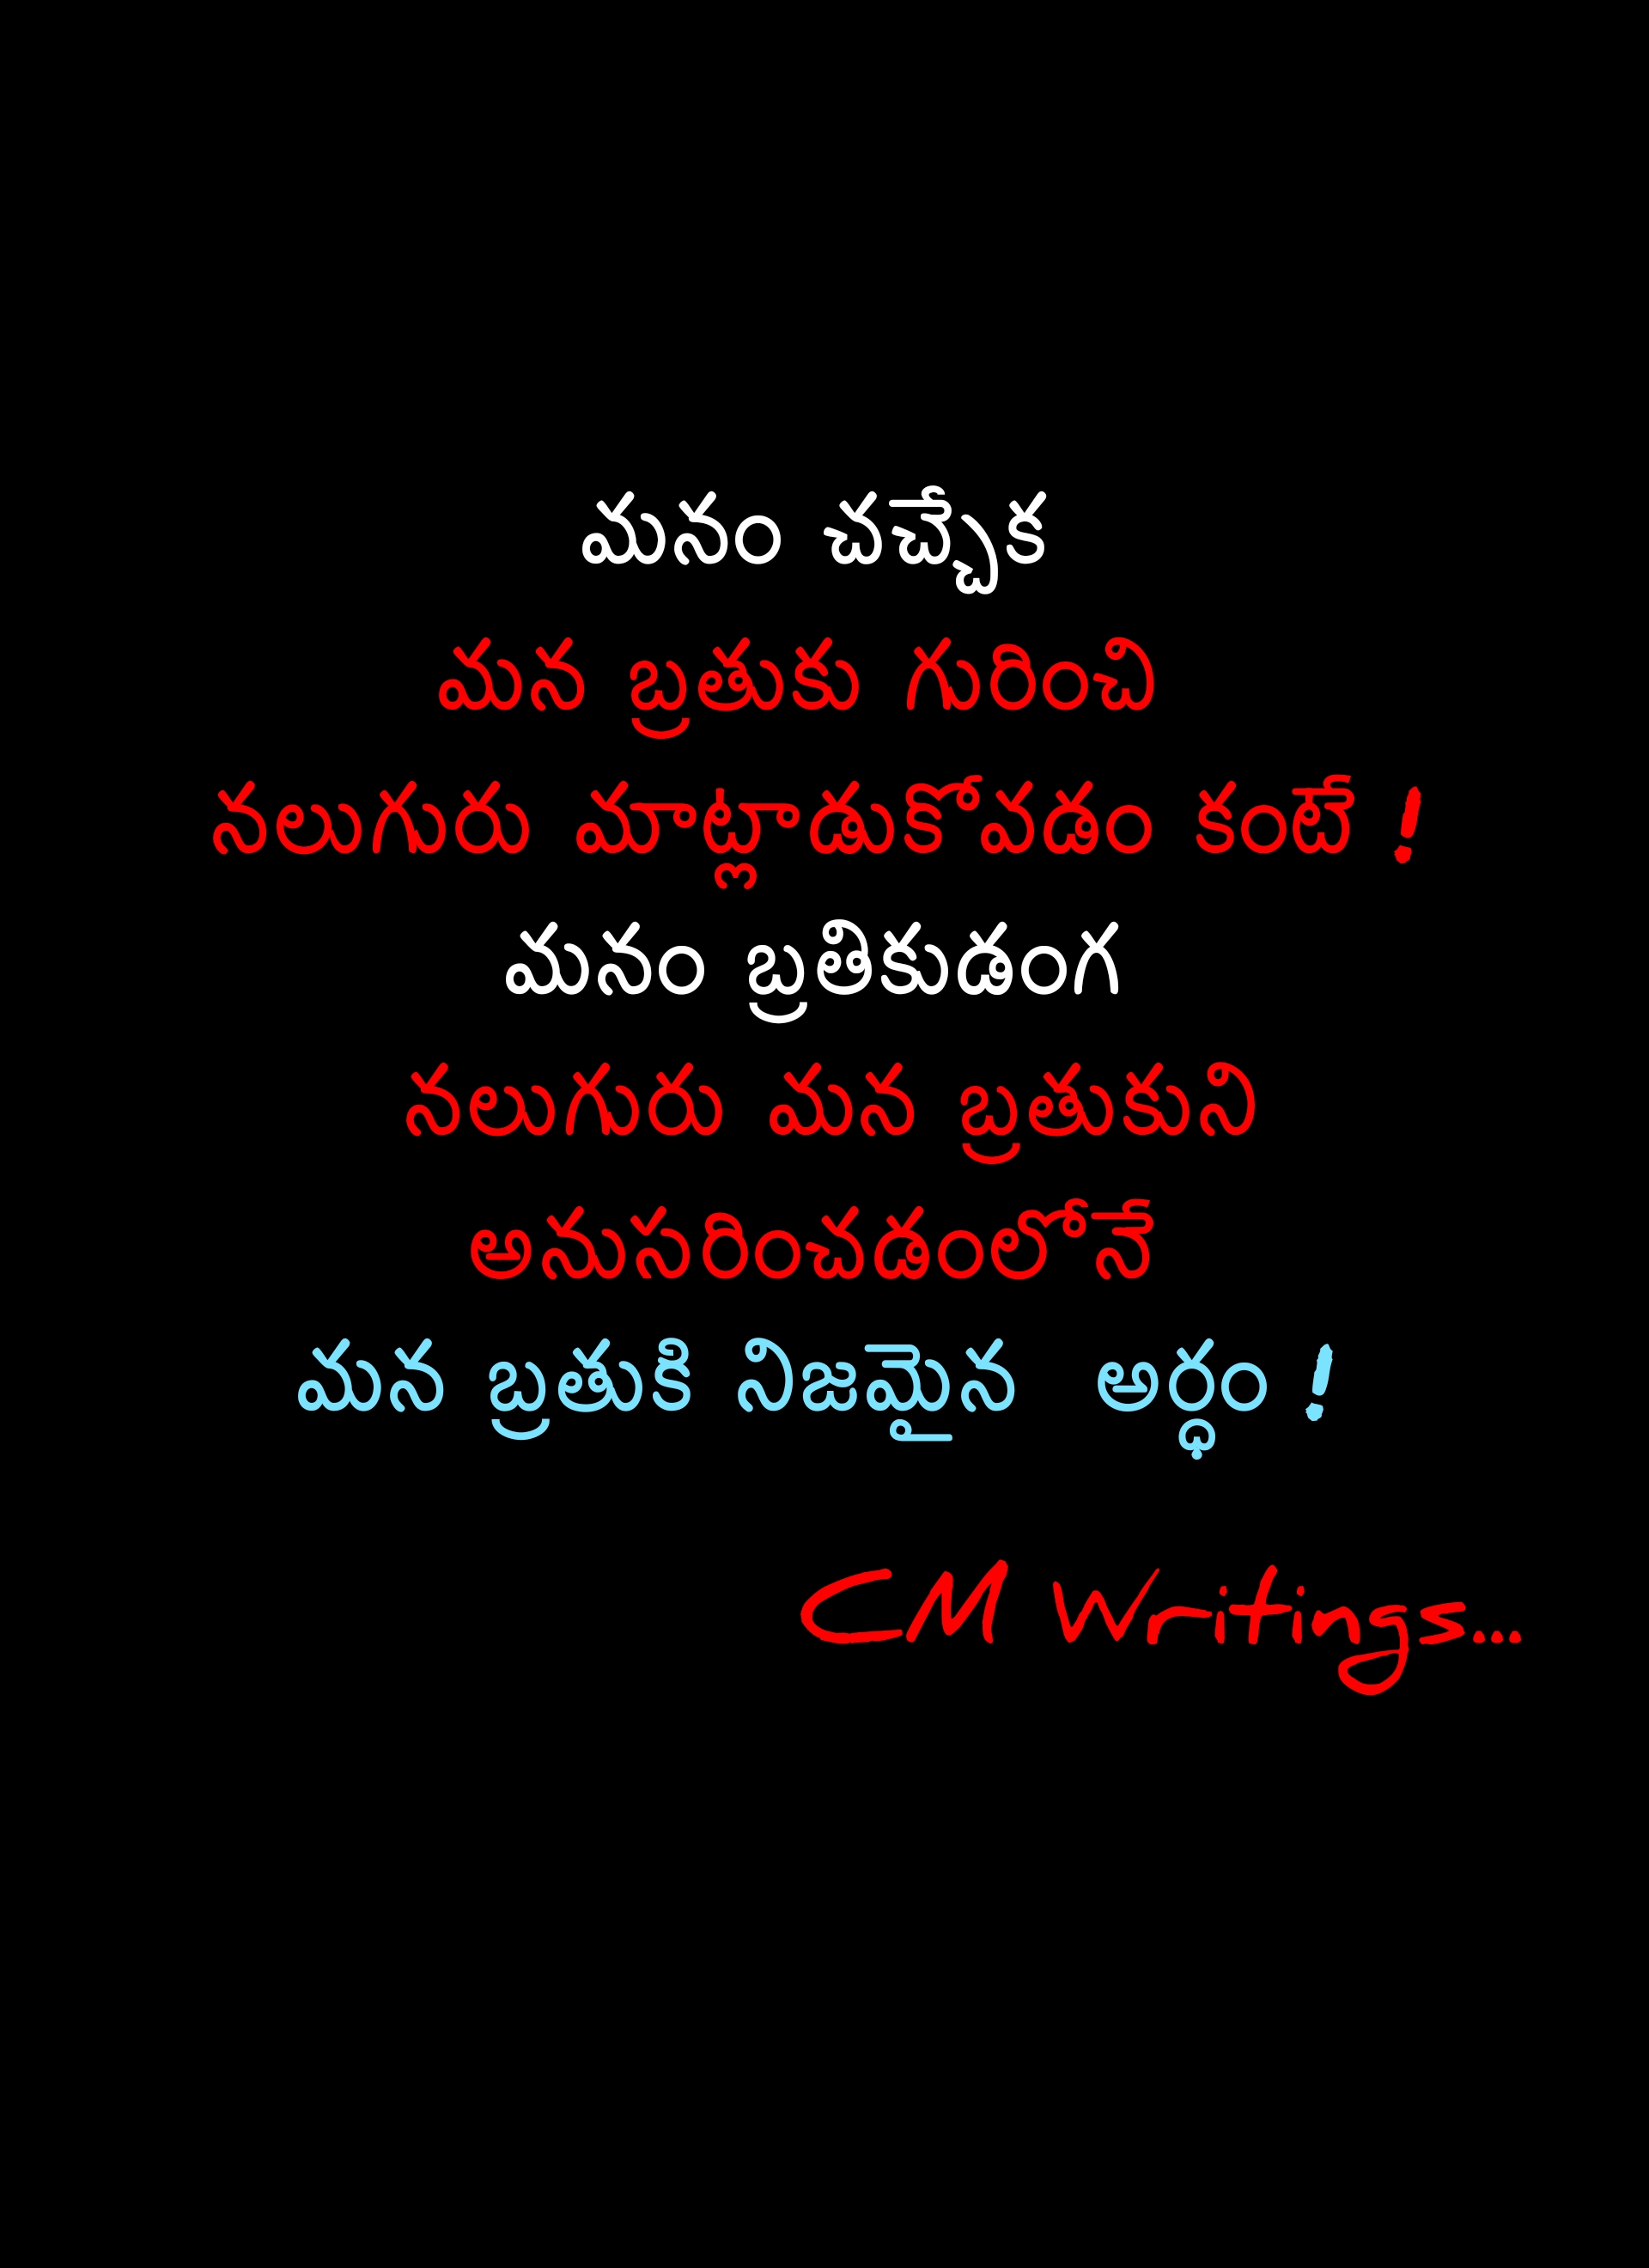 మనం చచ్చేక
మన బ్రతుకు గురించి
నలుగురు మాట్లాడుకోవడం కంటే !
మనం బ్రతికుడంగ
నలుగురు మన బ్రతుకుని
అనుసరించడంలోనే
మన బ్రతుకి నిజమైన అర్ధం !
CM Writings...